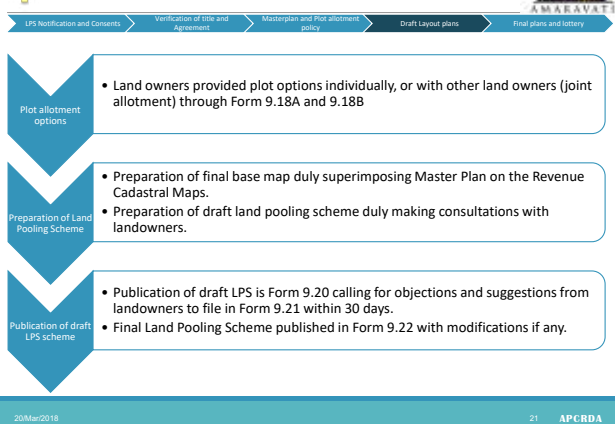 AMARAVATI
LPS Notification and Consents
Verification of title and
Agreement
Masterplan and Plot allotment
policy
Draft Layout plans
Final plans and lottery
Plot allotment
options
• Land owners provided plot options individually, or with other land owners (joint
allotment) through Form 9.18A and 9.18B
Preparation of Land
Pooling Scheme
• Preparation of final base map duly superimposing Master Plan on the Revenue
Cadastral Maps.
• Preparation of draft land pooling scheme duly making consultations with
landowners.
Publication of draft
LPS scheme
• Publication of draft LPS is Form 9.20 calling for objections and suggestions from
landowners to file in Form 9.21 within 30 days.
• Final Land Pooling Scheme published in Form 9.22 with modifications if any.
20/Mar/2018
21 APCRDA